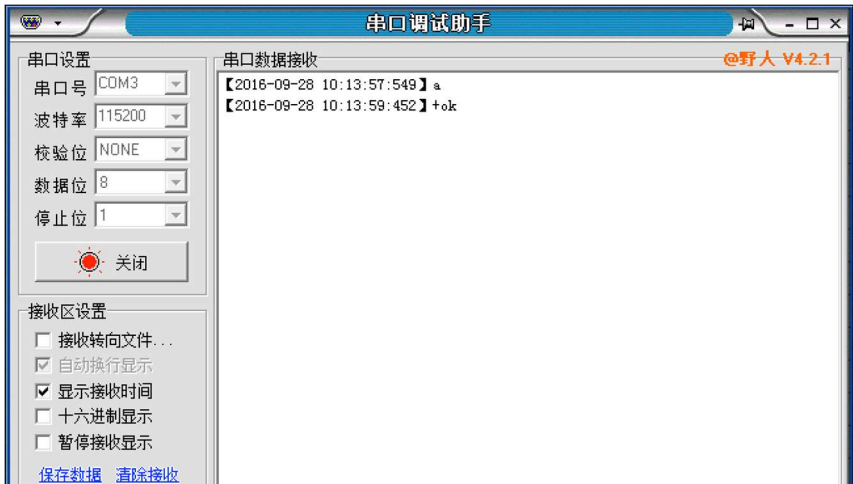 串口调试助手
串口设置
串口号 COM3
波特率 115200
校验位 NONE
数据位 8
停止位 1
关闭
接收区设置
接收转向文件...
自动换行显示
显示接收时间
十六进制显示
暂停接收显示
保存数据 清除接收
串口数据接收
@野人 V4.2.1
【2016-09-28 10:13:57:549】a
【2016-09-28 10:13:59:452】+ok